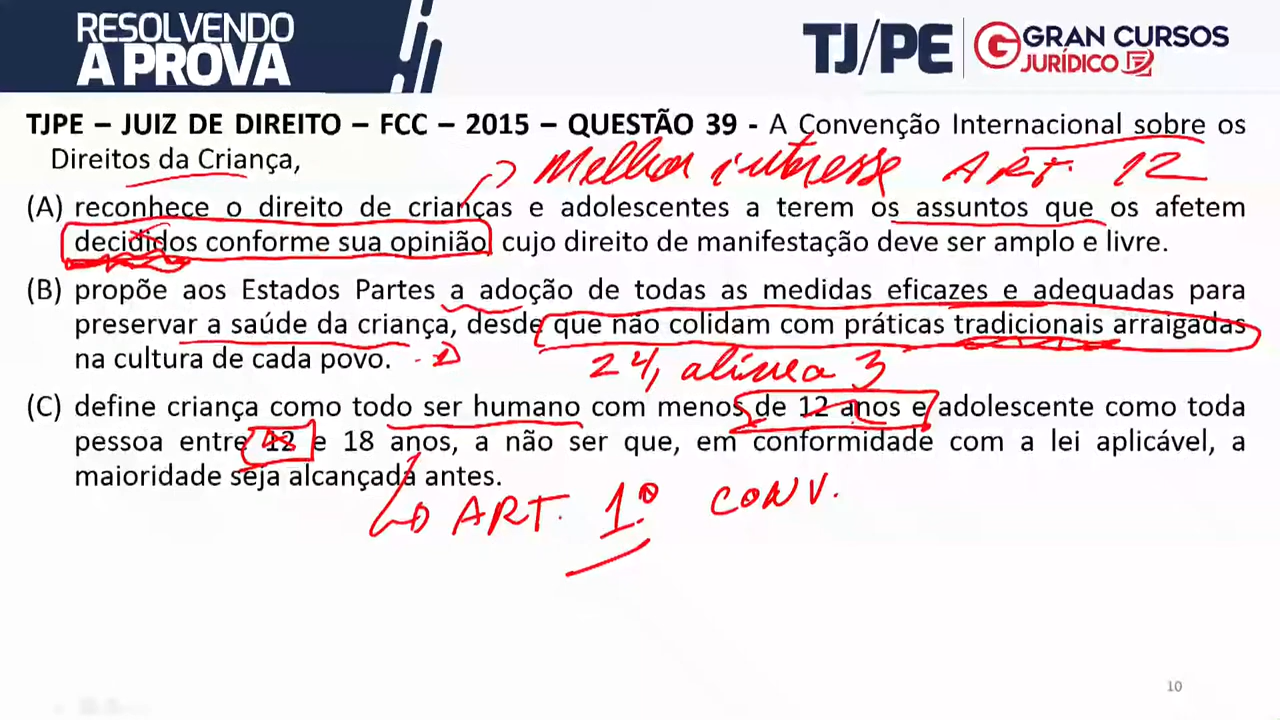 RESOLVENDO
A PROVA
TJ/PE
GRAN CURSOS
JURÍDICO
TJPE – JUIZ DE DIREITO – FCC – 2015 – QUESTÃO 39 - A Convenção Internacional sobre os
Direitos da Criança,
Melhor interesse ART. 12
(A) reconhece o direito de crianças e adolescentes a terem os assuntos que os afetem
decididos conforme sua opinião, cujo direito de manifestação deve ser amplo e livre.
(B) propõe aos Estados Partes a adoção de todas as medidas eficazes e adequadas para
preservar a saúde da criança, desde que não colidam com práticas tradicionais arraigadas
na cultura de cada povo.
24, alínea 3
(C) define criança como todo ser humano com menos de 12 anos e adolescente como toda
pessoa entre 12 e 18 anos, a não ser que, em conformidade com a lei aplicável, a
maioridade seja alcançada antes.
ART. 1º CONV.
10